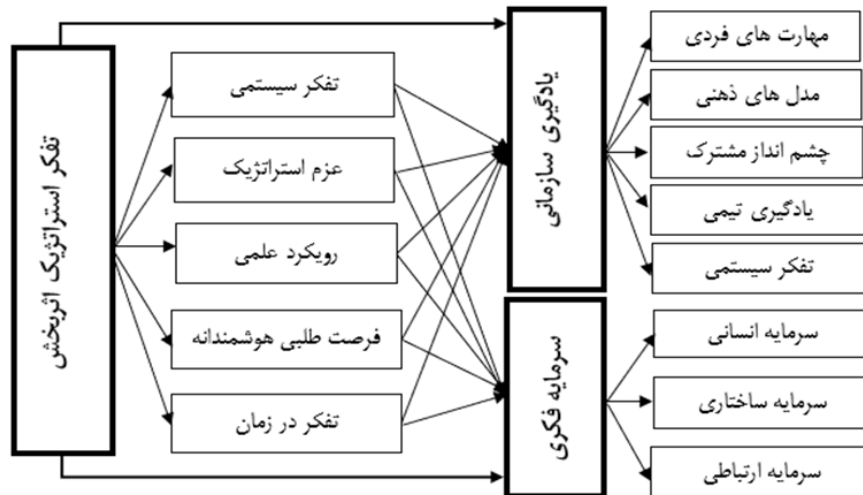 تفکر استراتژیک اثربخش
تفکر سیستمی
عزم استراتژیک
رویکرد علمی
فرصت طلبی هوشمندانه
تفکر در زمان
یادگیری سازمانی
سرمایه فکری
مهارت های فردی
مدل های ذهنی
چشم انداز مشترک
یادگیری تیمی
تفکر سیستمی
سرمایه انسانی
سرمایه ساختاری
سرمایه ارتباطی